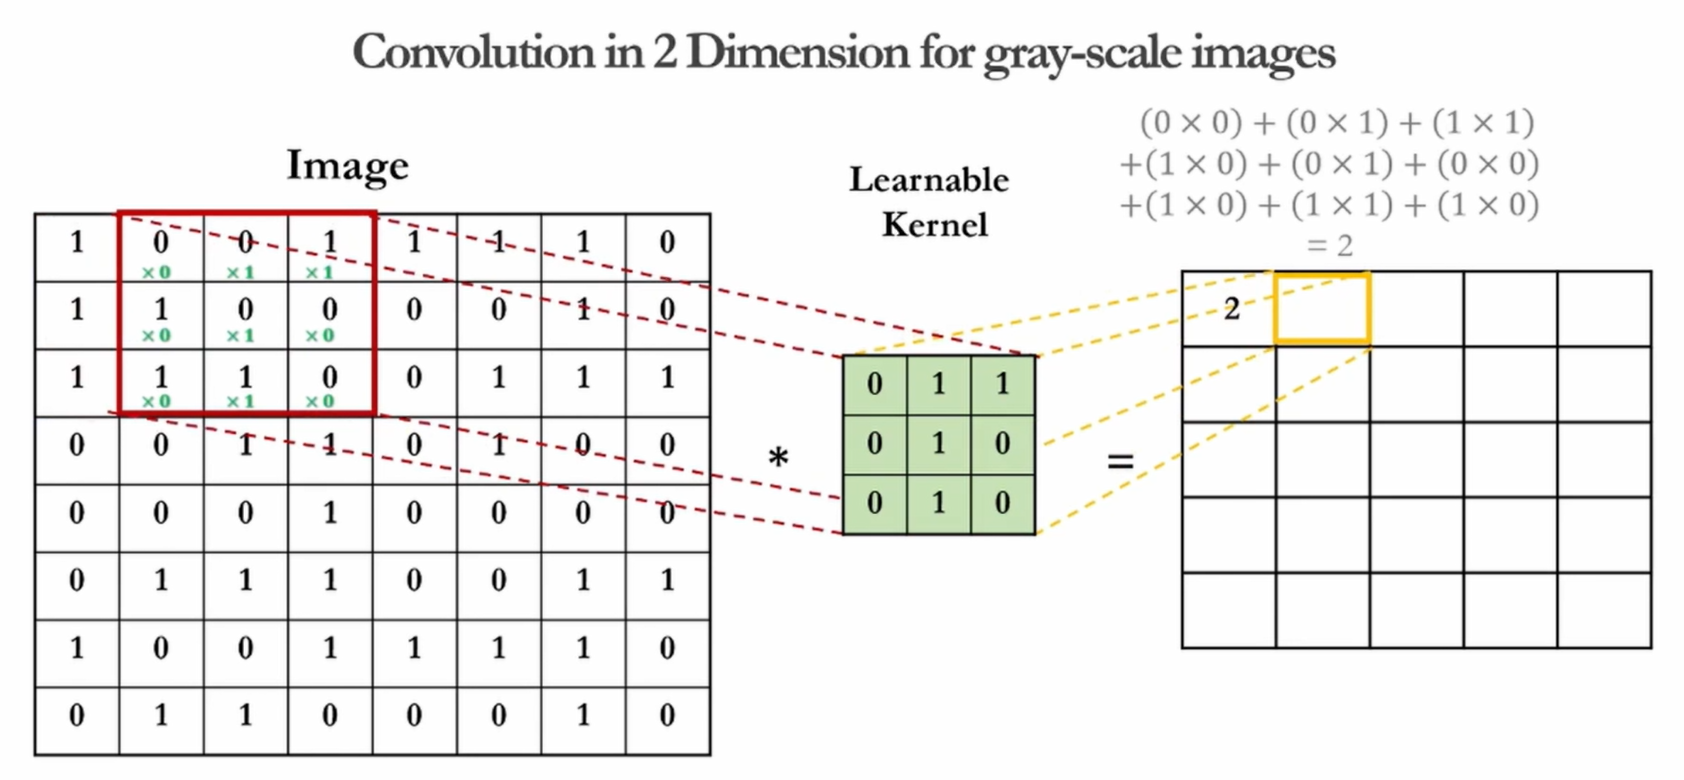 Convolution in 2 Dimension for gray-scale images
(0 × 0) + (0 × 1) + (1 × 1)
+(1 × 0) + (0 × 1) + (0 × 0)
+(1 × 0) + (1 × 1) + (1 × 0)
= 2
Image
Learnable
Kernel
1 0 0 1 1 1 1 0
×0 ×1 ×1
1 1 0 0 0 0 1 0
×0 ×1 ×0
1 1 1 0 0 1 1 1
×0 ×1 ×0
0 0 1 1 0 1 0 0
0 0 0 1 0 0 0 0
0 1 1 1 0 0 1 1
1 0 0 1 1 1 1 0
0 1 1 0 0 0 1 0
*
0 1 1
0 1 0
0 1 0
=
2